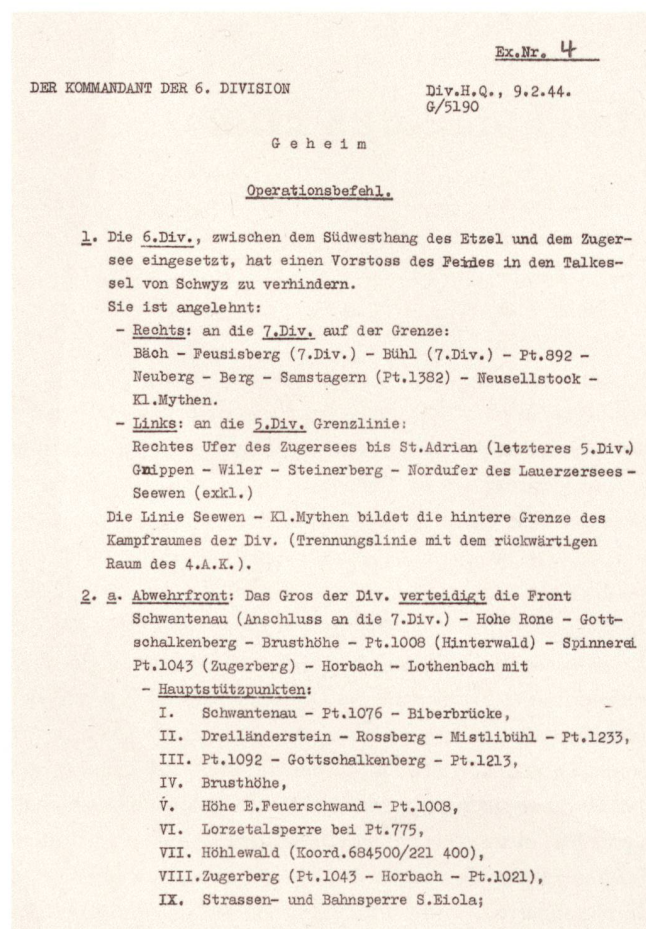 Ex.Nr. 4
DER KOMMANDANT DER 6. DIVISION
Div.H.Q., 9.2.44.
G/5190
G e h e i m
Operationsbefehl.
1. Die 6.Div., zwischen dem Südwesthang des Etzel und dem Zuger-
see eingesetzt, hat einen Vorstoss des Feindes in den Talkes-
sel von Schwyz zu verhindern.
Sie ist angelehnt:
- Rechts: an die 7.Div. auf der Grenze:
Bäch - Feusisberg (7.Div.) - Bühl (7.Div.) - Pt.892 -
Neuberg - Berg - Samstagern (Pt.1382) - Neusellstock -
Kl.Mythen.
- Links: an die 5.Div. Grenzlinie:
Rechtes Ufer des Zugersees bis St.Adrian (letzteres 5.Div.)
Gnippen - Wiler - Steinerberg - Nordufer des Lauerzersees -
Seewen (exkl.)
Die Linie Seewen - Kl.Mythen bildet die hintere Grenze des
Kampfraumes der Div. (Trennungslinie mit dem rückwärtigen
Raum des 4.A.K.).
2. a. Abwehrfront: Das Gros der Div. verteidigt die Front
Schwantenau (Anschluss an die 7.Div.) - Hohe Rone - Gott-
schalkenberg - Brusthöhe - Pt.1008 (Hinterwald) - Spinnerei
Pt.1043 (Zugerberg) - Horbach - Lothenbach mit
- Hauptstützpunkten:
I. Schwantenau - Pt.1076 - Biberbrücke,
II. Dreiländerstein - Rossberg - Mistlibühl - Pt.1233,
III. Pt.1092 - Gottschalkenberg - Pt.1213,
IV. Brusthöhe,
V. Höhe E.Feuerschwand - Pt.1008,
VI. Lorzetalsperre bei Pt.775,
VII. Höhlewald (Koord.684500/221 400),
VIII.Zugerberg (Pt.1043 - Horbach - Pt.1021),
IX. Strassen- und Bahnsperre S.Eiola;